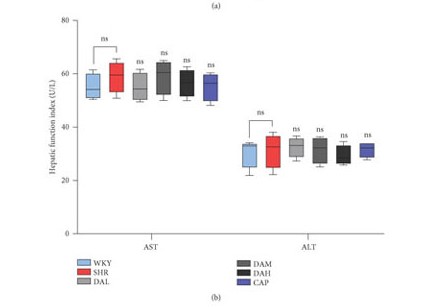 (a)
80
60
40
20
0
Hepatic function index (U/L)
ns
ns
ns
ns
ns
ns
ns
ns
ns
ns
AST
ALT
WKY
SHR
DAL
DAM
DAH
CAP
(b)